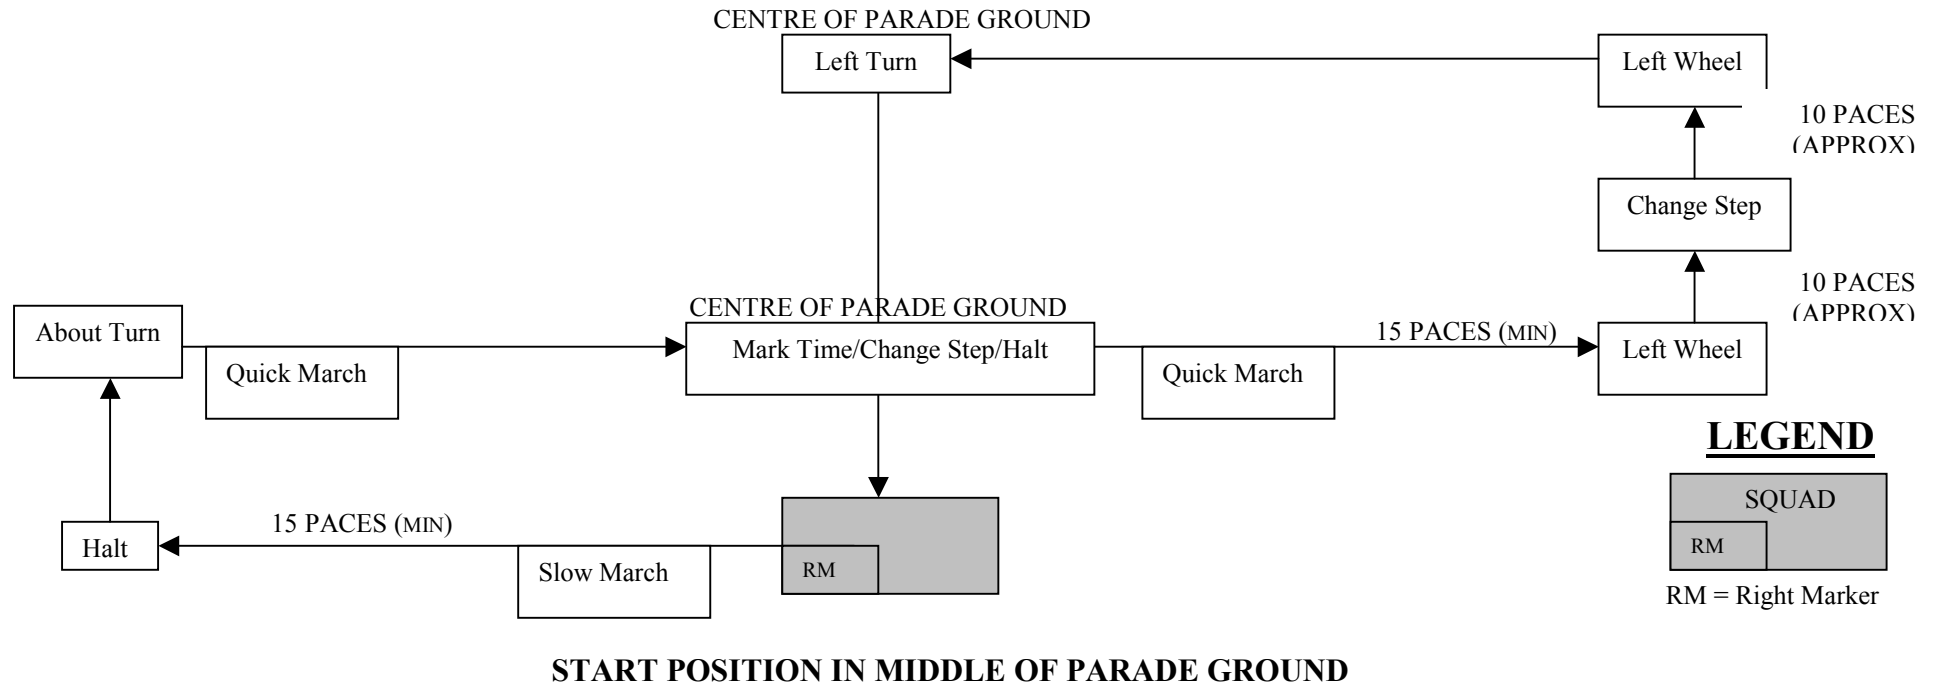 CENTRE OF PARADE GROUND
Left Turn
Left Wheel
10 PACES
(APPROX)
Change Step
10 PACES
(APPROX)
About Turn
CENTRE OF PARADE GROUND
Mark Time/Change Step/Halt
15 PACES (MIN)
Left Wheel
Quick March
Quick March
LEGEND
SQUAD
RM
RM = Right Marker
Halt
15 PACES (MIN)
Slow March
RM
START POSITION IN MIDDLE OF PARADE GROUND